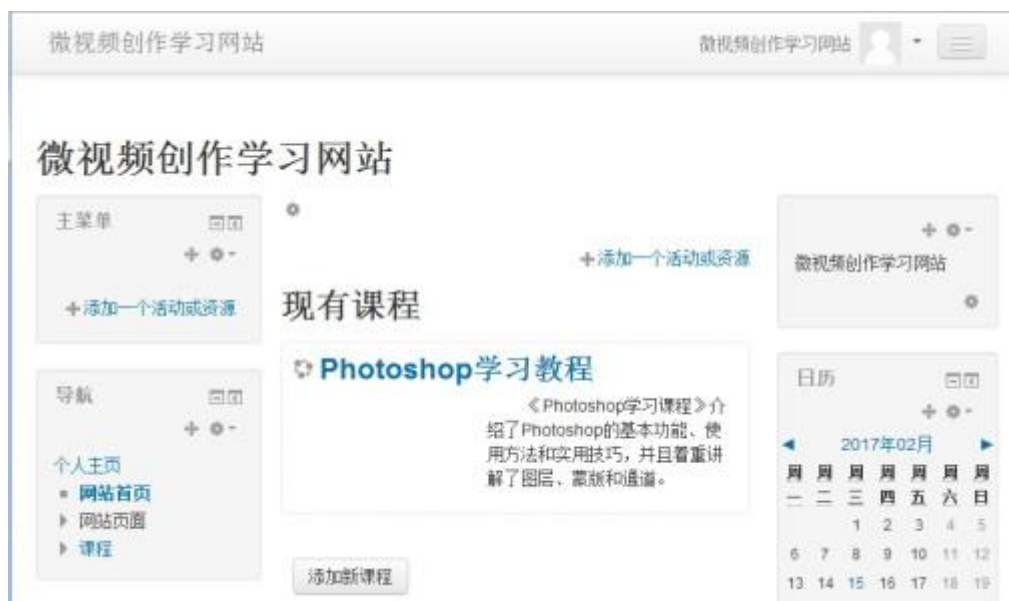 微视频创作学习网站
微视频创作学习网站
微视频创作学习网站
主菜单
添加一个活动或资源
导航
个人主页
网站首页
网站页面
课程
添加一个活动或资源
现有课程
Photoshop学习教程
《Photoshop学习课程》介
绍了Photoshop的基本功能、使
用方法和实用技巧，并且着重讲
解了图层、蒙版和通道。
添加新课程
微视频创作学习网站
日历
2017年02月
周一 周二 周三 周四 周五 周六 周日
1 2 3 4 5
6 7 8 9 10 11 12
13 14 15 16 17 18 19